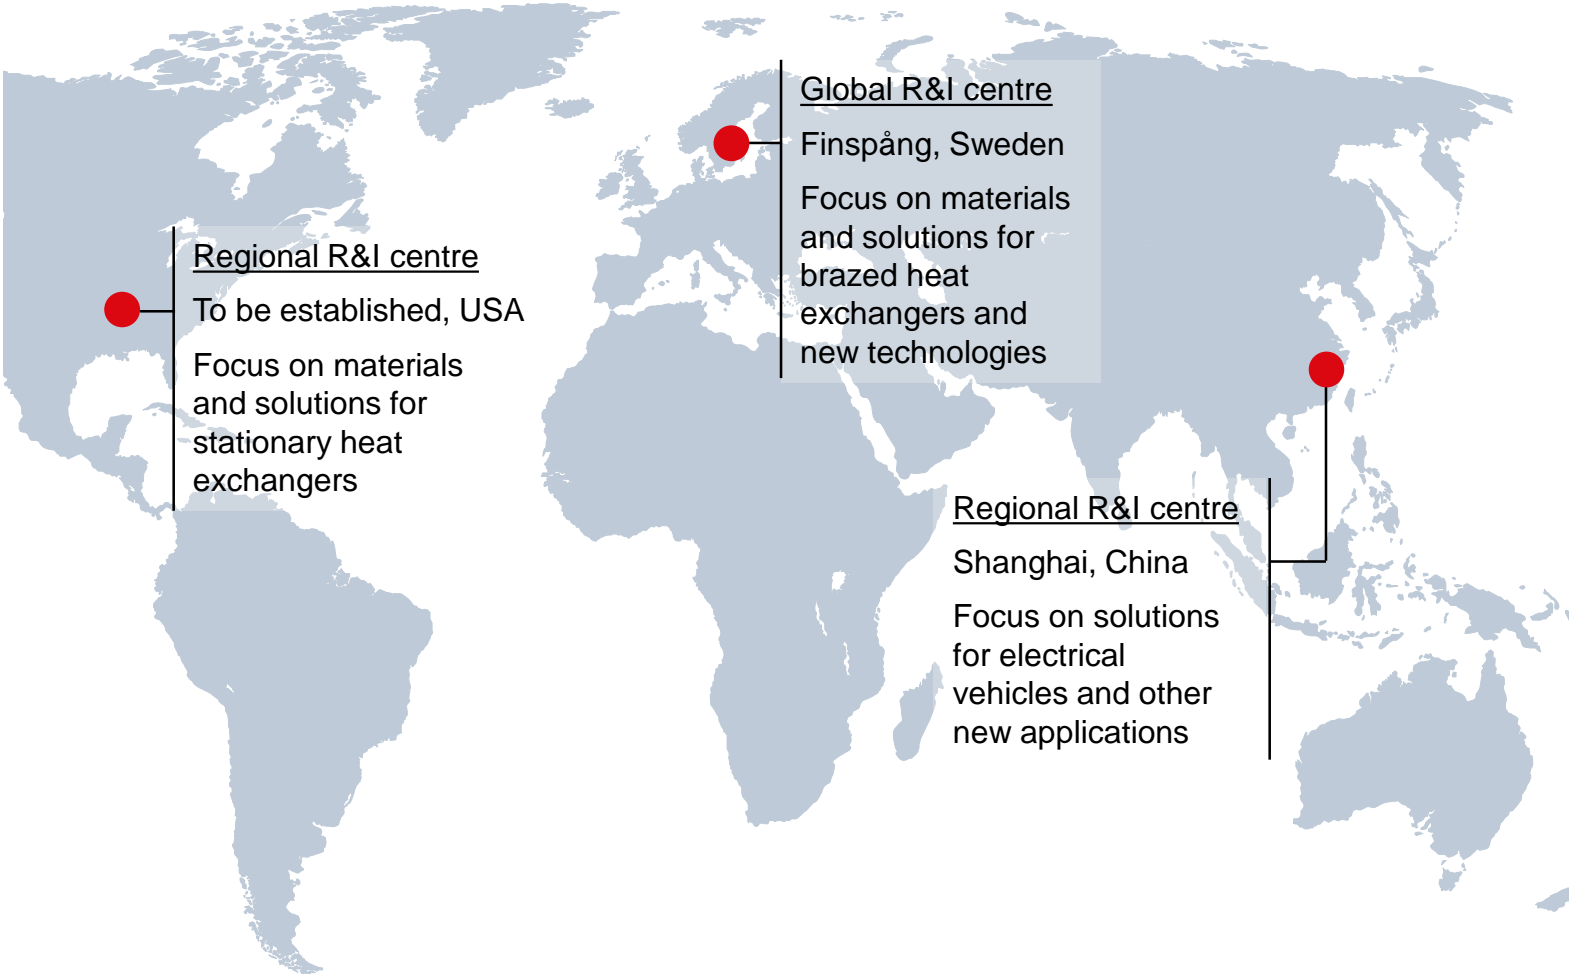 Global R&I centre
Finspång, Sweden
Focus on materials
and solutions for
brazed heat
exchangers and
new technologies
Regional R&I centre
To be established, USA
Focus on materials
and solutions for
stationary heat
exchangers
Regional R&I centre
Shanghai, China
Focus on solutions
for electrical
vehicles and other
new applications